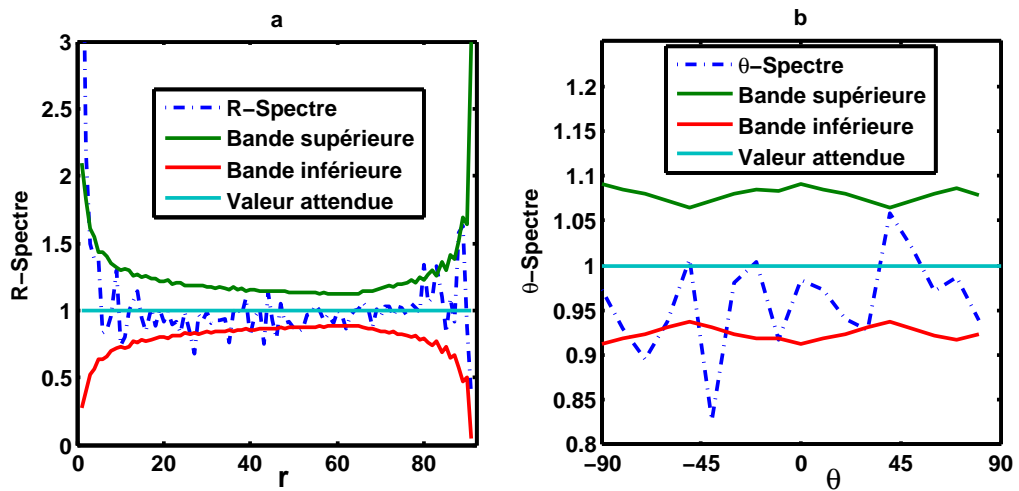 a
R-Spectre
3
2.5
2
1.5
1
0.5
0
0
20
40
60
80
r
R-Spectre
Bande supérieure
Bande inférieure
Valeur attendue
b
θ-Spectre
1.2
1.15
1.1
1.05
1
0.95
0.9
0.85
0.8
-90
-45
0
45
90
θ
θ-Spectre
Bande supérieure
Bande inférieure
Valeur attendue